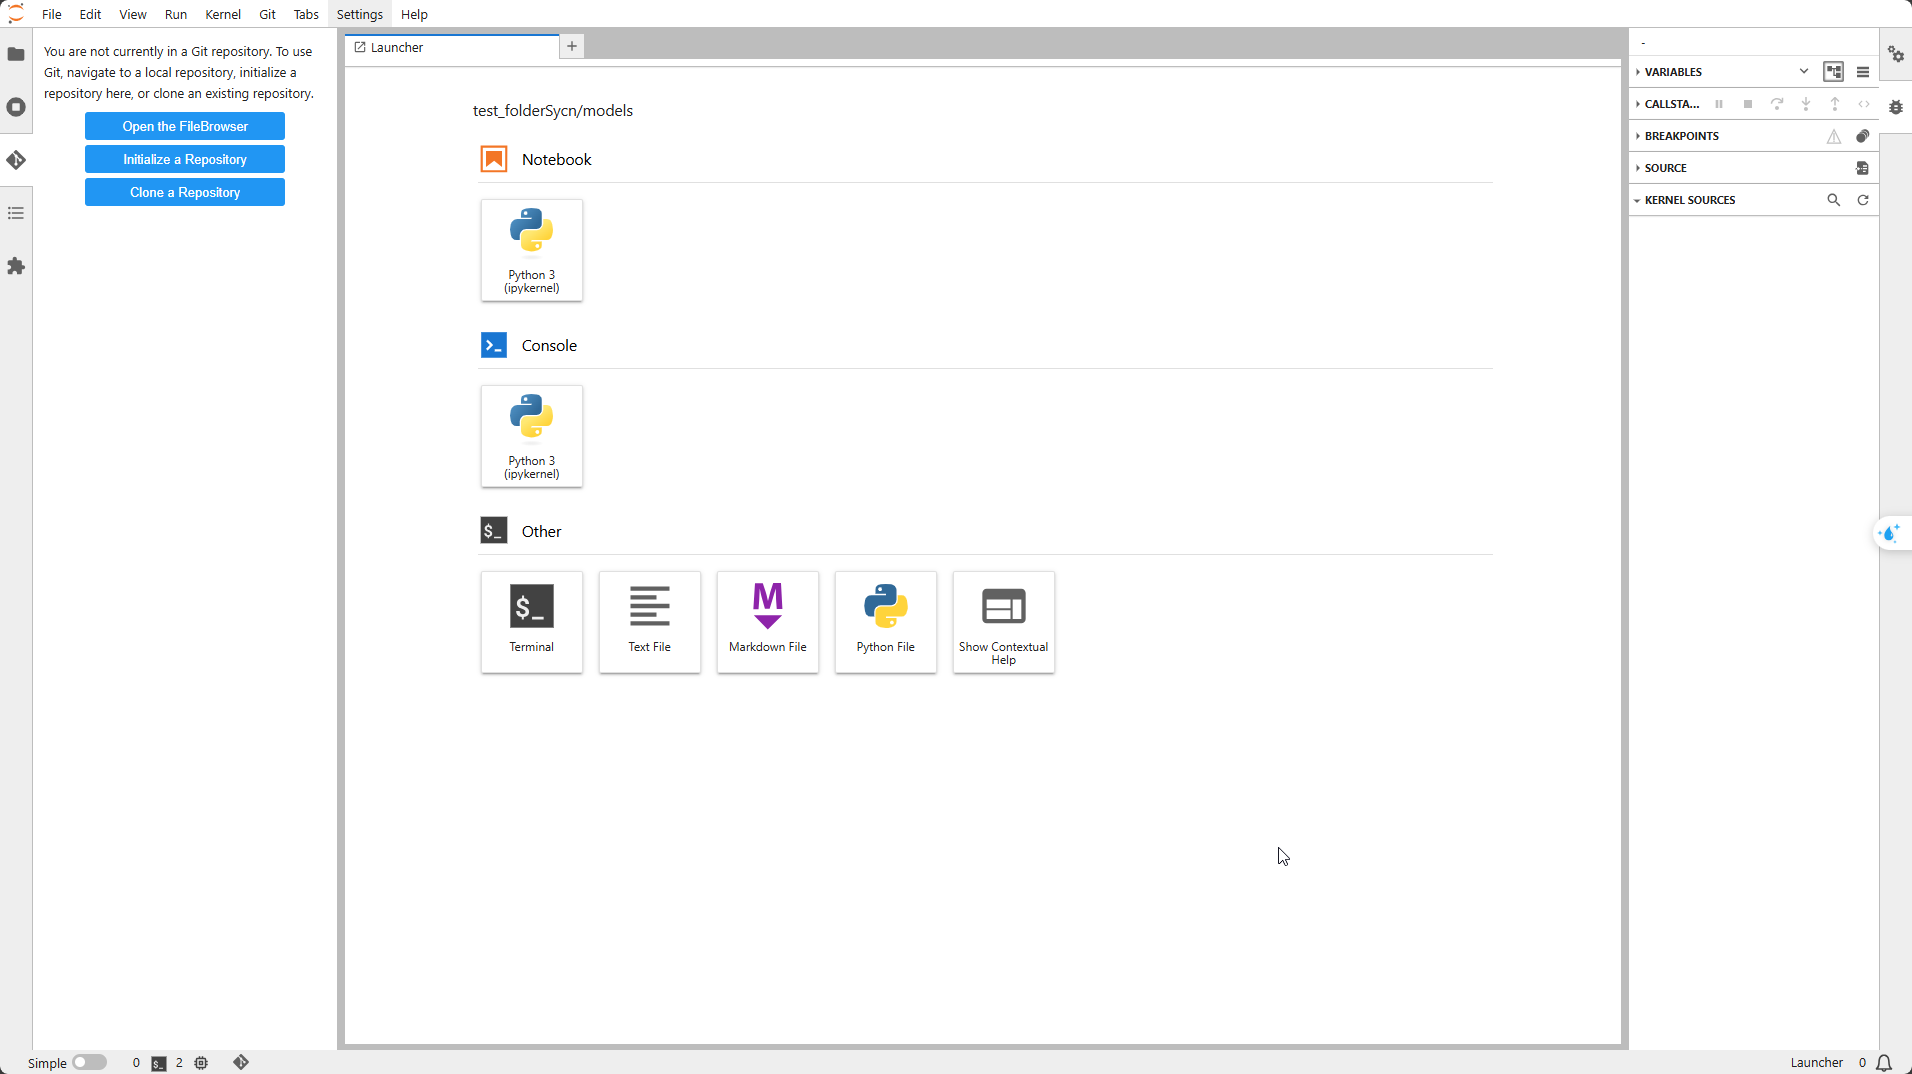 File Edit View Run Kernel Git Tabs Settings Help
You are not currently in a Git repository. To use
Git, navigate to a local repository, initialize a
repository here, or clone an existing repository.
Open the FileBrowser
Initialize a Repository
Clone a Repository
Launcher
test_folderSycn/models
Notebook
Python 3
(ipykernel)
Console
Python 3
(ipykernel)
$_ Other
$_
Terminal
Text File
M
Markdown File
Python File
Show Contextual
Help
-
VARIABLES
CALLSTA...
BREAKPOINTS
SOURCE
KERNEL SOURCES
Simple 0 $_ 2
Launcher 0